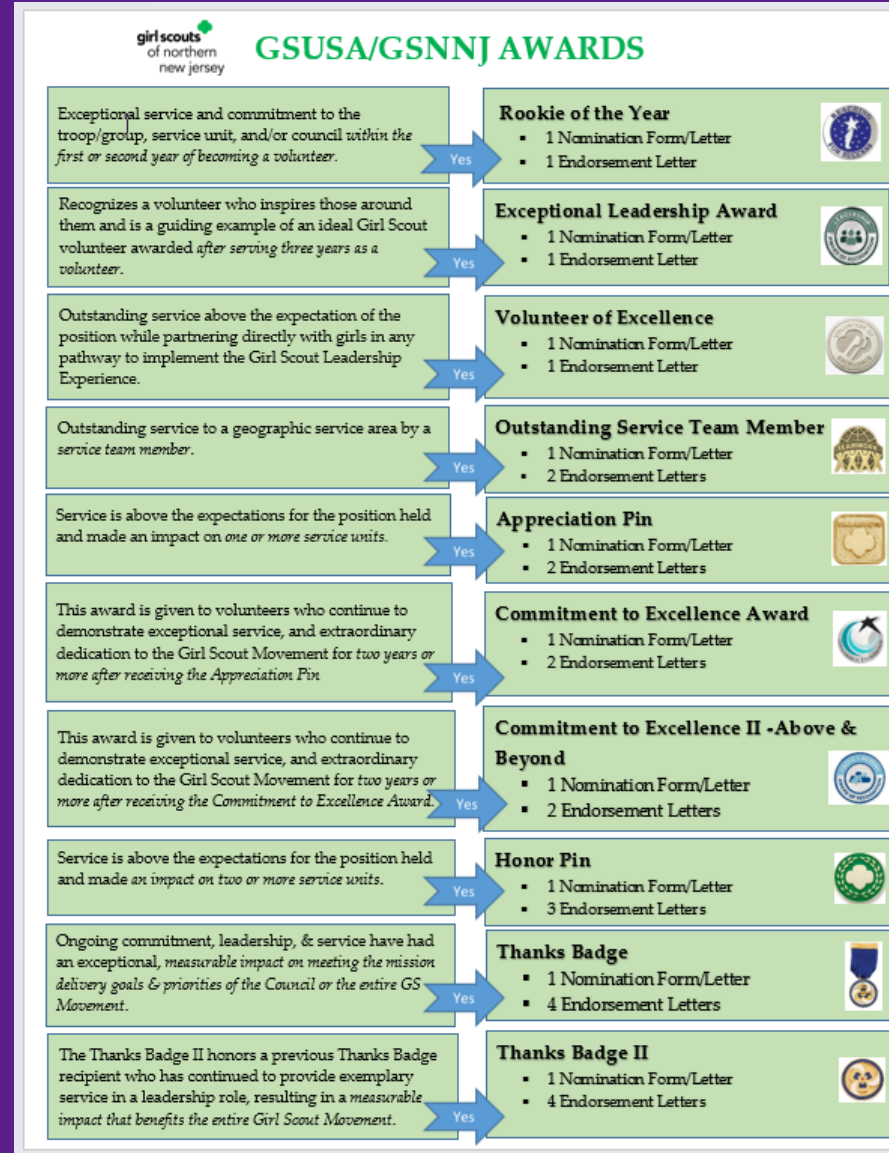 girl scouts
of northern
new jersey
GSUSA/GSNNJ AWARDS
Exceptional service and commitment to the
troop/group, service unit, and/or council within the
first or second year of becoming a volunteer.
Yes
Rookie of the Year
▪ 1 Nomination Form/Letter
▪ 1 Endorsement Letter
Recognizes a volunteer who inspires those around
them and is a guiding example of an ideal Girl Scout
volunteer awarded after serving three years as a
volunteer.
Yes
Exceptional Leadership Award
▪ 1 Nomination Form/Letter
▪ 1 Endorsement Letter
Outstanding service above the expectation of the
position while partnering directly with girls in any
pathway to implement the Girl Scout Leadership
Experience.
Yes
Volunteer of Excellence
▪ 1 Nomination Form/Letter
▪ 1 Endorsement Letter
Outstanding service to a geographic service area by a
service team member.
Yes
Outstanding Service Team Member
▪ 1 Nomination Form/Letter
▪ 2 Endorsement Letters
Service is above the expectations for the position held
and made an impact on one or more service units.
Yes
Appreciation Pin
▪ 1 Nomination Form/Letter
▪ 2 Endorsement Letters
This award is given to volunteers who continue to
demonstrate exceptional service, and extraordinary
dedication to the Girl Scout Movement for two years or
more after receiving the Appreciation Pin
Yes
Commitment to Excellence Award
▪ 1 Nomination Form/Letter
▪ 2 Endorsement Letters
This award is given to volunteers who continue to
demonstrate exceptional service, and extraordinary
dedication to the Girl Scout Movement for two years or
more after receiving the Commitment to Excellence Award.
Yes
Commitment to Excellence II -Above &
Beyond
▪ 1 Nomination Form/Letter
▪ 2 Endorsement Letters
Service is above the expectations for the position held
and made an impact on two or more service units.
Yes
Honor Pin
▪ 1 Nomination Form/Letter
▪ 3 Endorsement Letters
Ongoing commitment, leadership, & service have had
an exceptional, measurable impact on meeting the mission
delivery goals & priorities of the Council or the entire GS
Movement.
Yes
Thanks Badge
▪ 1 Nomination Form/Letter
▪ 4 Endorsement Letters
The Thanks Badge II honors a previous Thanks Badge
recipient who has continued to provide exemplary
service in a leadership role, resulting in a measurable
impact that benefits the entire Girl Scout Movement.
Yes
Thanks Badge II
▪ 1 Nomination Form/Letter
▪ 4 Endorsement Letters